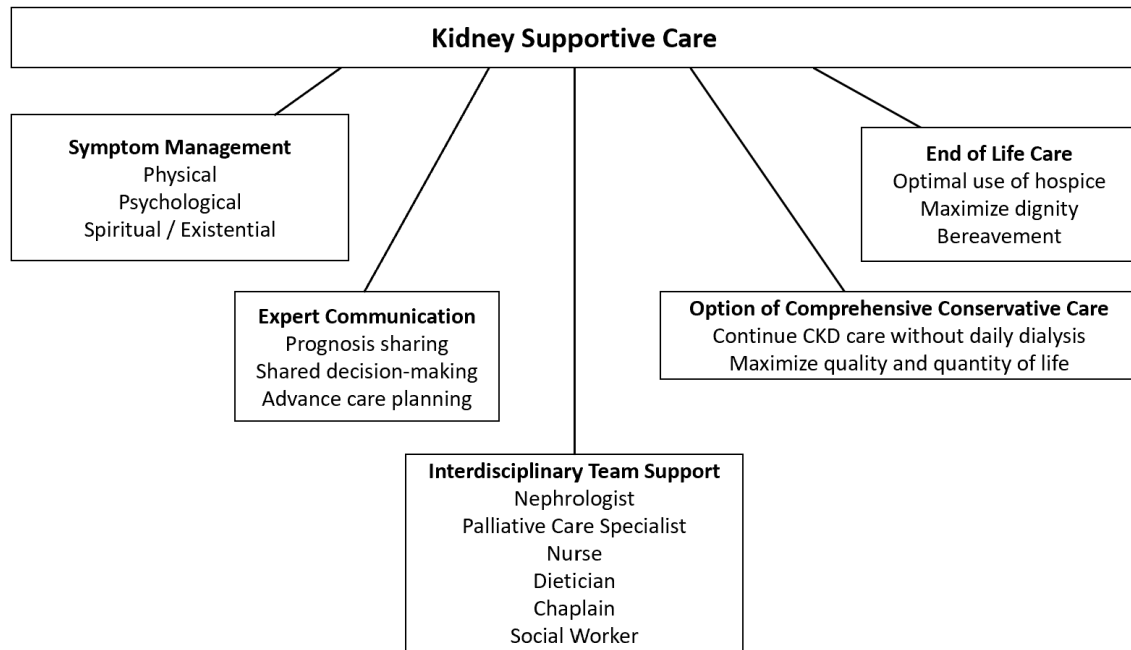 Kidney Supportive Care
Symptom Management
Physical
Psychological
Spiritual / Existential
End of Life Care
Optimal use of hospice
Maximize dignity
Bereavement
Expert Communication
Prognosis sharing
Shared decision-making
Advance care planning
Option of Comprehensive Conservative Care
Continue CKD care without daily dialysis
Maximize quality and quantity of life
Interdisciplinary Team Support
Nephrologist
Palliative Care Specialist
Nurse
Dietician
Chaplain
Social Worker